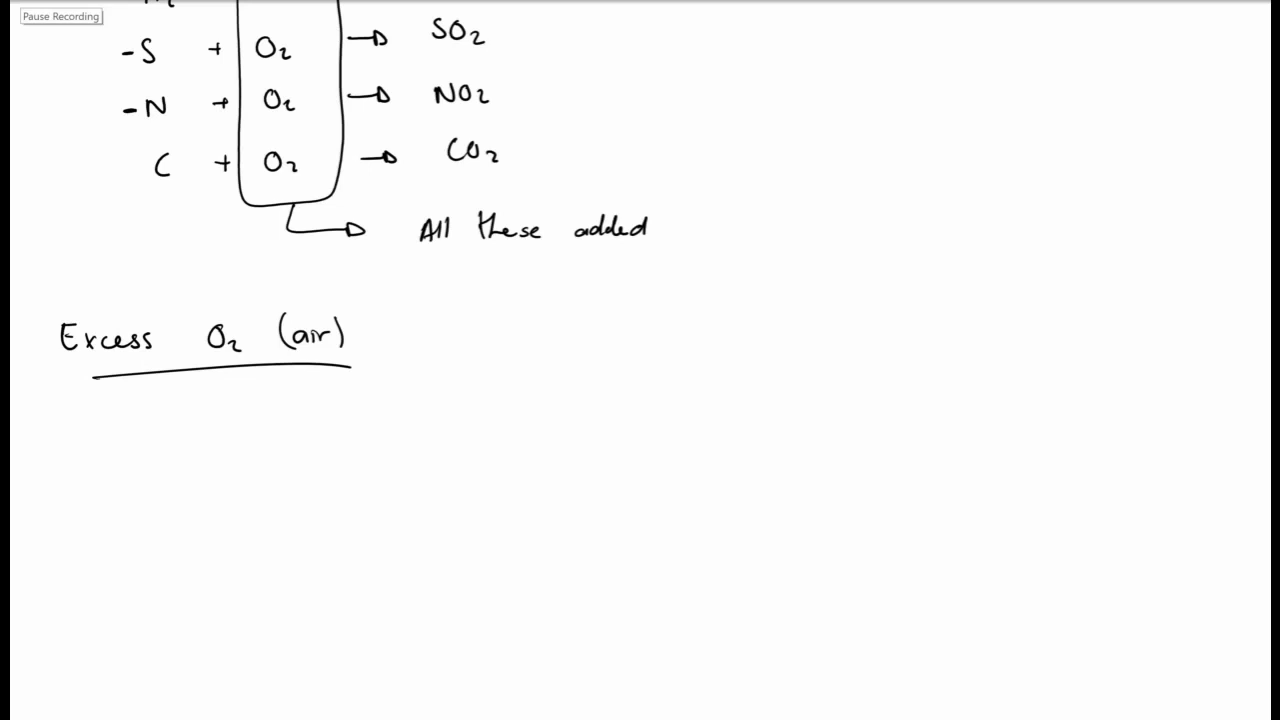 Pause Recording
-S + O2 → SO2
-N + O2 → NO2
C + O2 → CO2
All these added
Excess O2 (air)